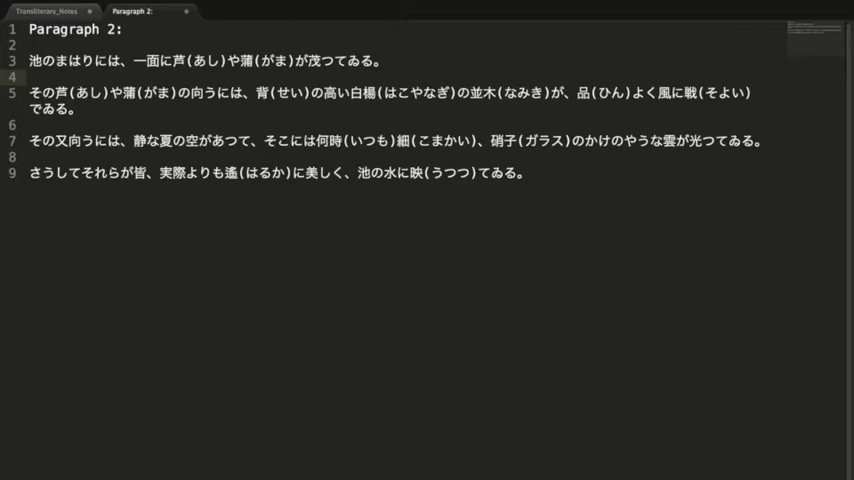 Transliterary_Notes
Paragraph 2:
1 Paragraph 2:
2
3 池のまはりには、一面に芦(あし)や蒲(がま)が茂つてゐる。
4
5 その芦(あし)や蒲(がま)の向うには、背(せい)の高い白楊(はこやなぎ)の並木(なみき)が、品(ひん)よく風に戦(そよい)
でゐる。
6
7 その又向うには、静な夏の空があつて、そこには何時(いつも)細(こまかい)、硝子(ガラス)のかけのやうな雲が光つてゐる。
8
9 さうしてそれらが皆、実際よりも遙(はるか)に美しく、池の水に映(うつつ)てゐる。